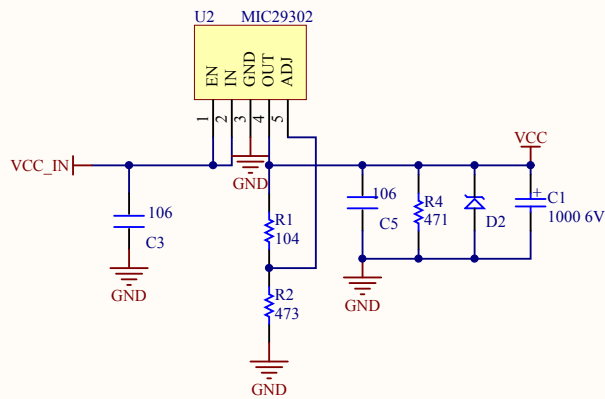 U2 MIC29302
EN
IN
GND
OUT
ADJ
1
2
3
4
5
VCC_IN
GND
VCC
106
C3
GND
R1
104
R2
473
GND
106
C5
GND
R4
471
D2
+
C1
1000 6V